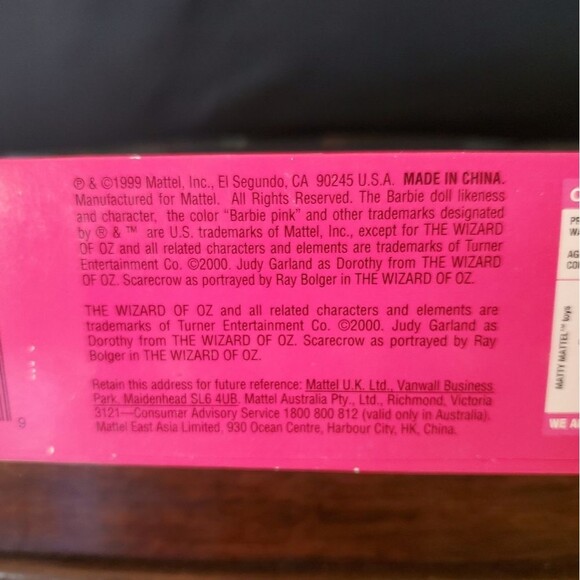 ℗ & ©1999 Mattel, Inc., El Segundo, CA 90245 U.S.A. MADE IN CHINA.
Manufactured for Mattel. All Rights Reserved. The Barbie doll likeness
and character, the color "Barbie pink" and other trademarks designated
by ® & ™ are U.S. trademarks of Mattel, Inc., except for THE WIZARD
OF OZ and all related characters and elements are trademarks of Turner
Entertainment Co. ©2000. Judy Garland as Dorothy from THE WIZARD
OF OZ. Scarecrow as portrayed by Ray Bolger in THE WIZARD OF OZ.
THE WIZARD OF OZ and all related characters and elements are
trademarks of Turner Entertainment Co. ©2000. Judy Garland as
Dorothy from THE WIZARD OF OZ. Scarecrow as portrayed by Ray
Bolger in THE WIZARD OF OZ.
Retain this address for future reference: Mattel U.K. Ltd., Vanwall Business
Park, Maidenhead SL6 4UB. Mattel Australia Pty., Ltd., Richmond, Victoria
3121—Consumer Advisory Service 1800 800 812 (valid only in Australia).
Mattel East Asia Limited, 930 Ocean Centre, Harbour City, HK, China.
9
MATTY MATTEL™ toys
WE